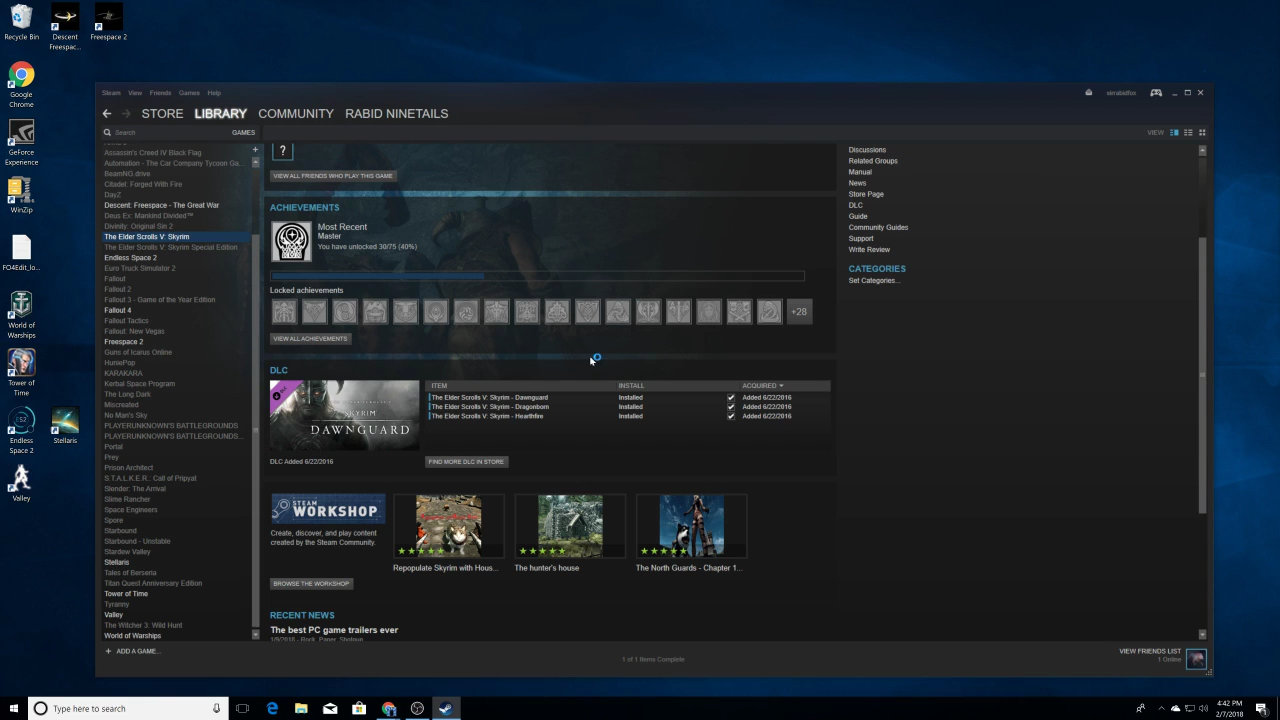 Recycle Bin
Descent
Freespac...
Freespace 2
Google
Chrome
GeForce
Experience
WinZip
FO4Edit_lo...
World of
Warships
Tower of
Time
Endless
Space 2
Stellaris
Valley
Steam View Friends Games Help
sirrabidfox
STORE LIBRARY COMMUNITY RABID NINETAILS
Search GAMES
VIEW
Assassin's Creed IV Black Flag
Automation - The Car Company Tycoon Ga...
BeamNG.drive
Citadel: Forged With Fire
DayZ
Descent: Freespace - The Great War
Deus Ex: Mankind Divided™
Divinity: Original Sin 2
The Elder Scrolls V: Skyrim
The Elder Scrolls V: Skyrim Special Edition
Endless Space 2
Euro Truck Simulator 2
Fallout
Fallout 2
Fallout 3 - Game of the Year Edition
Fallout 4
Fallout Tactics
Fallout: New Vegas
Freespace 2
Guns of Icarus Online
HuniePop
KARAKARA
Kerbal Space Program
The Long Dark
Miscreated
No Man's Sky
PLAYERUNKNOWN'S BATTLEGROUNDS
PLAYERUNKNOWN'S BATTLEGROUNDS...
Portal
Prey
Prison Architect
S.T.A.L.K.E.R.: Call of Pripyat
Slender: The Arrival
Slime Rancher
Space Engineers
Spore
Starbound
Starbound - Unstable
Stardew Valley
Stellaris
Tales of Berseria
Titan Quest Anniversary Edition
Tower of Time
Tyranny
Valley
The Witcher 3: Wild Hunt
World of Warships
+ ADD A GAME...
?
VIEW ALL FRIENDS WHO PLAY THIS GAME
ACHIEVEMENTS
Most Recent
Master
You have unlocked 30/75 (40%)
Locked achievements
+28
VIEW ALL ACHIEVEMENTS
DLC
SKYRIM
DAWNGUARD
DLC Added 6/22/2016
ITEM INSTALL ACQUIRED
The Elder Scrolls V: Skyrim - Dawnguard Installed Added 6/22/2016
The Elder Scrolls V: Skyrim - Dragonborn Installed Added 6/22/2016
The Elder Scrolls V: Skyrim - Hearthfire Installed Added 6/22/2016
FIND MORE DLC IN STORE
STEAM
WORKSHOP
Create, discover, and play content
created by the Steam Community.
BROWSE THE WORKSHOP
Repopulate Skyrim with Hous...
The hunter's house
The North Guards - Chapter 1...
RECENT NEWS
The best PC game trailers ever
1/9/2018 - Rock, Paper, Shotgun
Discussions
Related Groups
Manual
News
Store Page
DLC
Guide
Community Guides
Support
Write Review
CATEGORIES
Set Categories...
1 of 1 Items Complete
VIEW FRIENDS LIST
1 Online
Type here to search
4:42 PM
2/7/2018